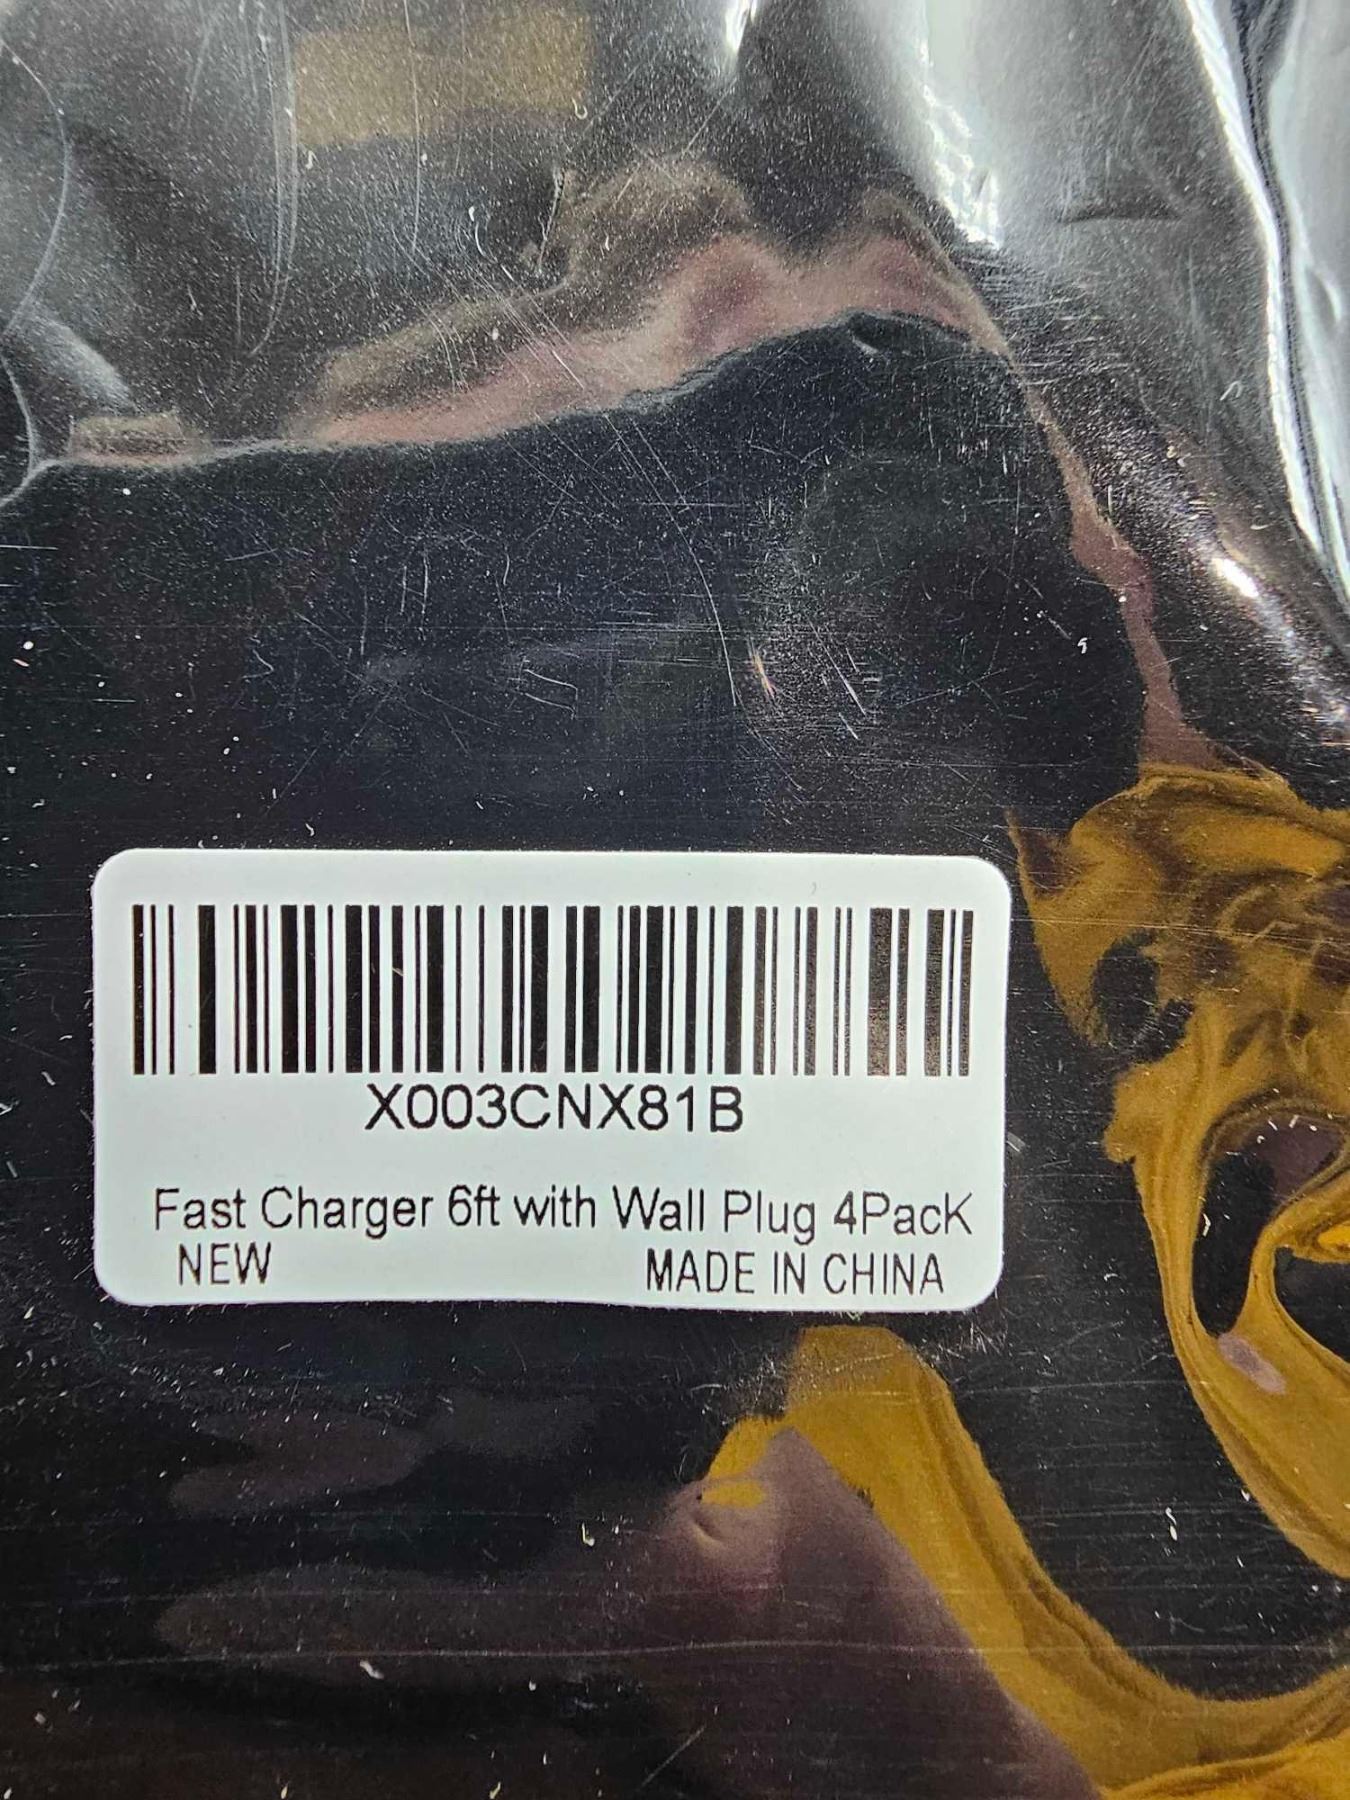 X003CNX81B
Fast Charger 6ft with Wall Plug 4PacK
NEW MADE IN CHINA